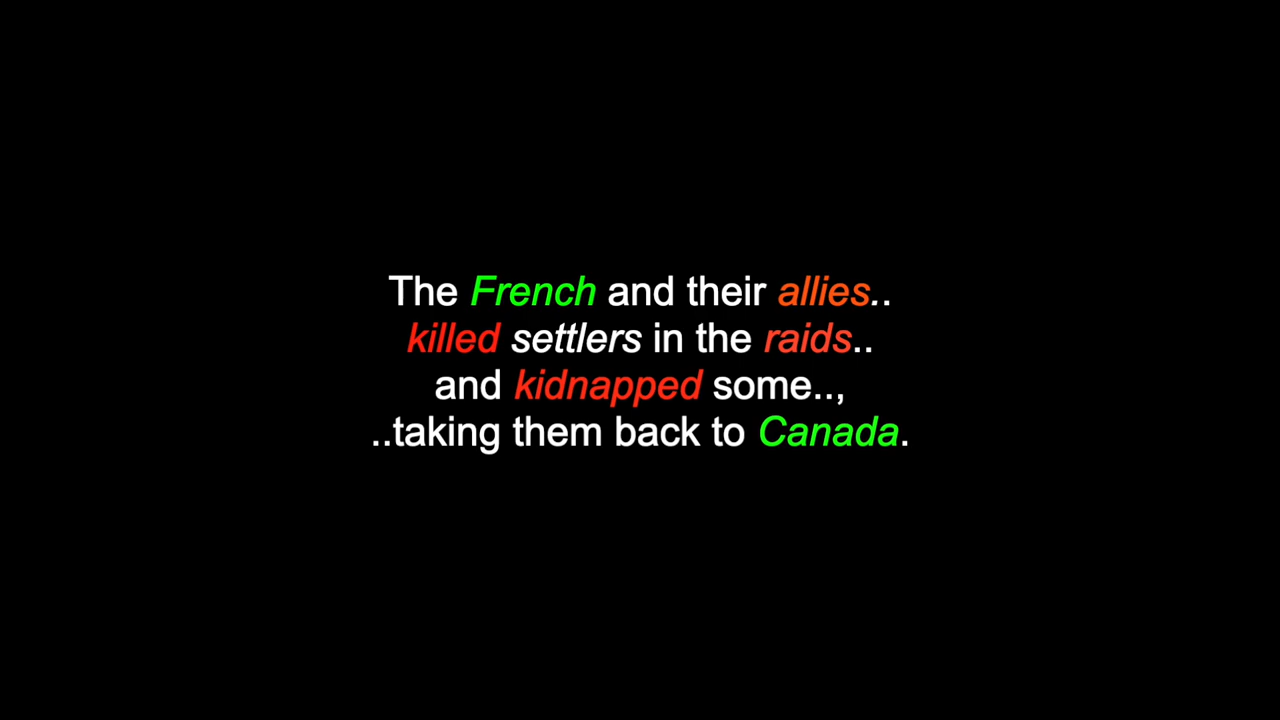 The French and their allies..
killed settlers in the raids..
and kidnapped some..,
..taking them back to Canada.